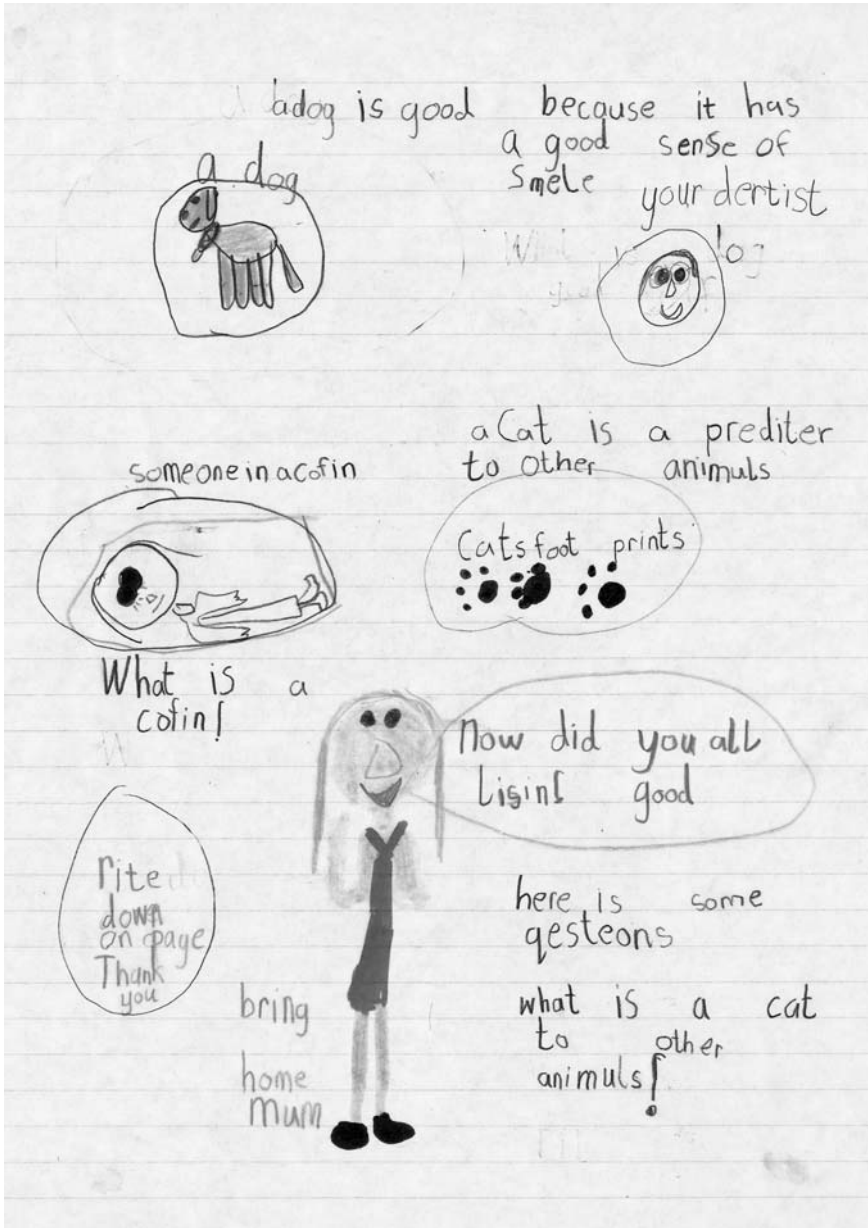 adog is good because it has
a good sense of
smele
a dog
your dertist
someone in a cofin
a Cat is a prediter
to other animuls
Cats foot prints
What is a
cofin?
Now did you all
Lisin? good
rite
down
on page
Thank
you
here is some
qesteons
what is a cat
to other
animuls?
bring
home
mum